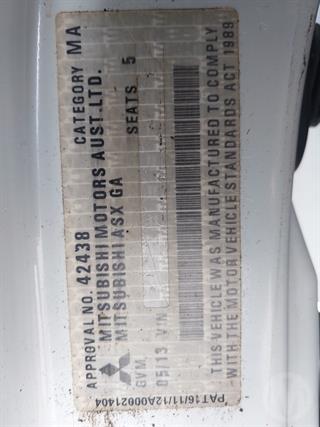 APPROVAL NO. 42438 CATEGORY MA
MITSUBISHI MOTORS AUST.LTD.
MITSUBISHI ASX GA
GVM. SEATS 5
05/13 VIN
THIS VEHICLE WAS MANUFACTURED TO COMPLY
WITH THE MOTOR VEHICLE STANDARDS ACT 1989
PAT16/11/12A000021404